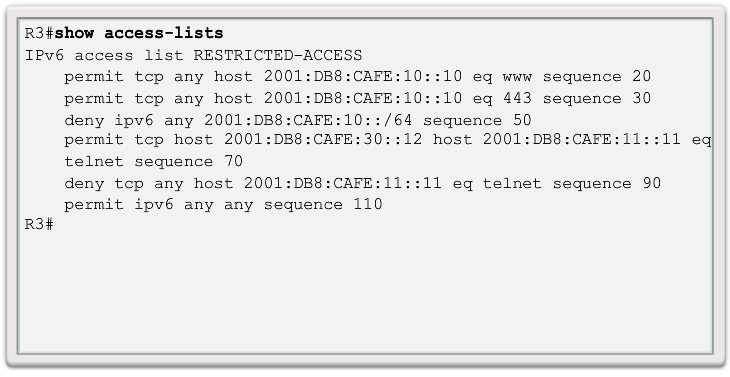 R3#show access-lists
IPv6 access list RESTRICTED-ACCESS
permit tcp any host 2001:DB8:CAFE:10::10 eq www sequence 20
permit tcp any host 2001:DB8:CAFE:10::10 eq 443 sequence 30
deny ipv6 any 2001:DB8:CAFE:10::/64 sequence 50
permit tcp host 2001:DB8:CAFE:30::12 host 2001:DB8:CAFE:11::11 eq
telnet sequence 70
deny tcp any host 2001:DB8:CAFE:11::11 eq telnet sequence 90
permit ipv6 any any sequence 110
R3#